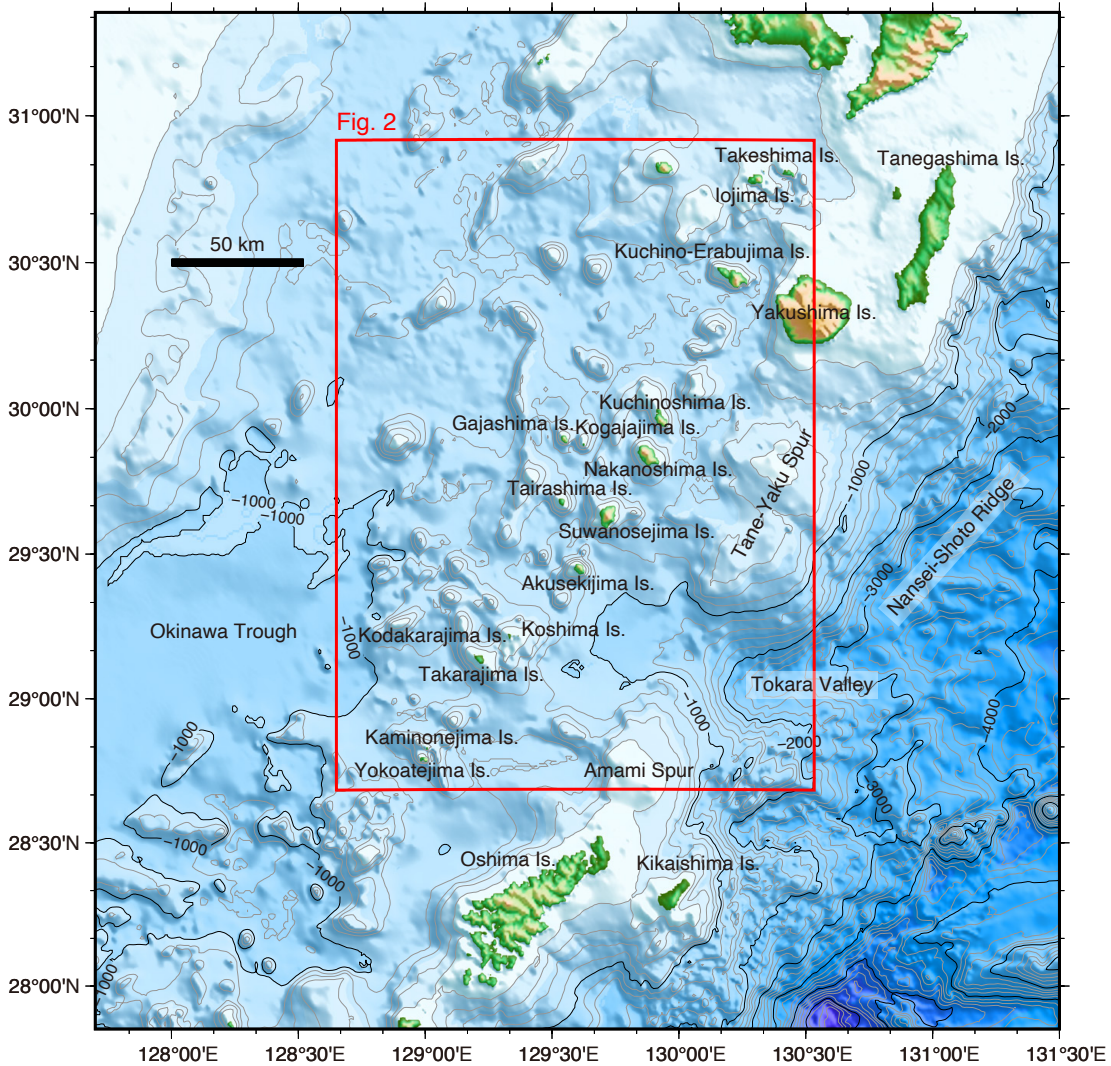 31°00'N
30°30'N
30°00'N
29°30'N
29°00'N
28°30'N
28°00'N
Fig. 2
50 km
Takeshima Is.
Tanegashima Is.
Iojima Is.
Kuchino-Erabujima Is.
Yakushima Is.
Kuchinoshima Is.
Gajashima Is.
Kogajajima Is.
Nakanoshima Is.
Tairashima Is.
Suwanosejima Is.
Tane-Yaku Spur
Akusekijima Is.
Nansei-Shoto Ridge
Okinawa Trough
Kodakarajima Is.
Koshima Is.
Takarajima Is.
Tokara Valley
Kaminonejima Is.
Yokoatejima Is.
Amami Spur
Oshima Is.
Kikaishima Is.
−2000
−1000
−1000
−1000
−3000
−1000
−1000
−1000
−2000
4000
−3000
−1000
−1000
−1000
128°00'E
128°30'E
129°00'E
129°30'E
130°00'E
130°30'E
131°00'E
131°30'E